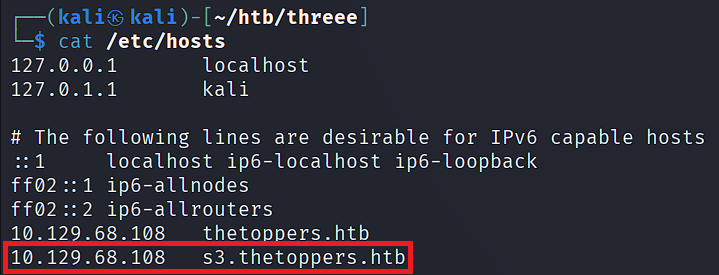 ┌──(kali㉿kali)-[~/htb/threee]
└─$ cat /etc/hosts
127.0.0.1 localhost
127.0.1.1 kali
# The following lines are desirable for IPv6 capable hosts
::1 localhost ip6-localhost ip6-loopback
ff02::1 ip6-allnodes
ff02::2 ip6-allrouters
10.129.68.108 thetoppers.htb
10.129.68.108 s3.thetoppers.htb